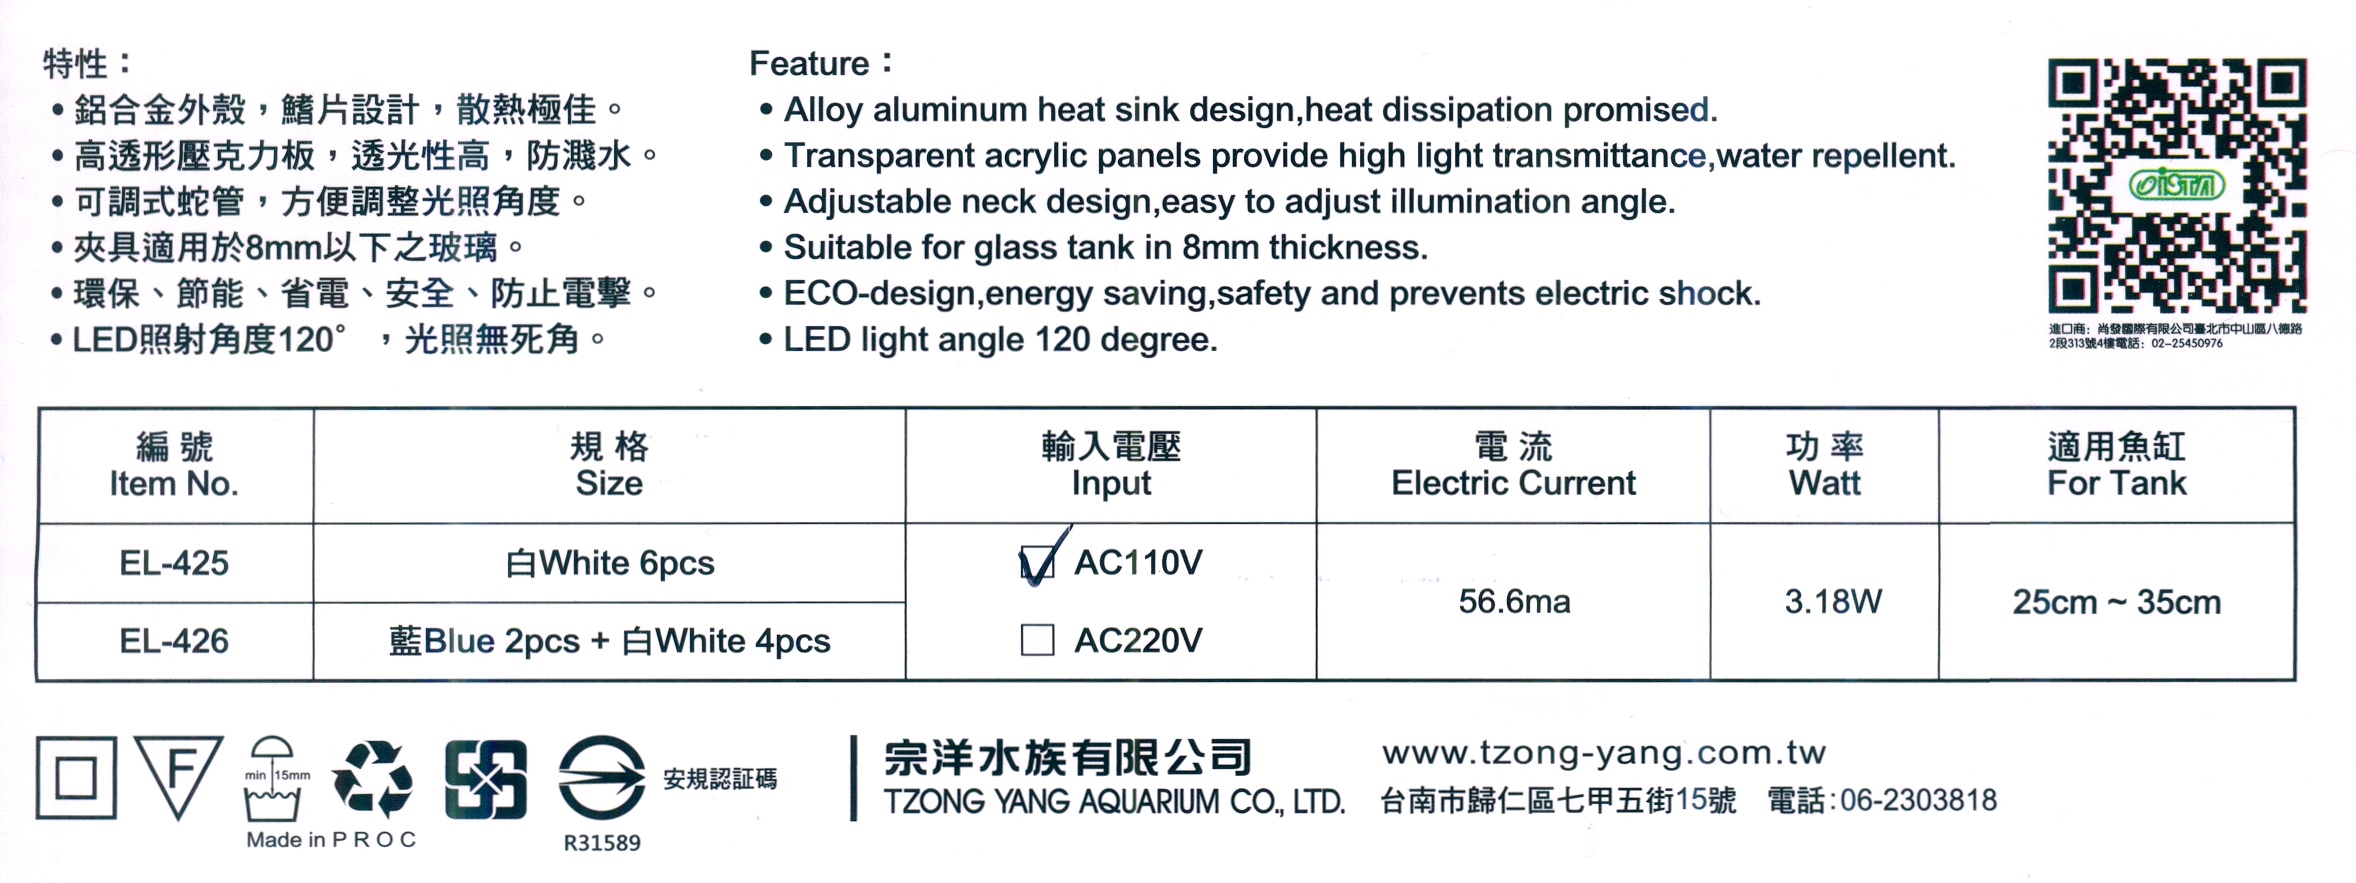 特性：
• 鋁合金外殼，鰭片設計，散熱極佳。
• 高透形壓克力板，透光性高，防濺水。
• 可調式蛇管，方便調整光照角度。
• 夾具適用於8mm以下之玻璃。
• 環保、節能、省電、安全、防止電擊。
• LED照射角度120°，光照無死角。
Feature：
• Alloy aluminum heat sink design,heat dissipation promised.
• Transparent acrylic panels provide high light transmittance,water repellent.
• Adjustable neck design,easy to adjust illumination angle.
• Suitable for glass tank in 8mm thickness.
• ECO-design,energy saving,safety and prevents electric shock.
• LED light angle 120 degree.
ISTA
進口商：尚發國際有限公司臺北市中山區八德路
2段313號4樓電話：02-25450976
編號 規格 輸入電壓 電流 功率 適用魚缸
Item No. Size Input Electric Current Watt For Tank
EL-425 白White 6pcs AC110V
56.6ma 3.18W 25cm ~ 35cm
EL-426 藍Blue 2pcs + 白White 4pcs AC220V
F
min 15mm
Made in P R O C
R31589
安規認証碼
宗洋水族有限公司 www.tzong-yang.com.tw
TZONG YANG AQUARIUM CO., LTD. 台南市歸仁區七甲五街15號 電話:06-2303818